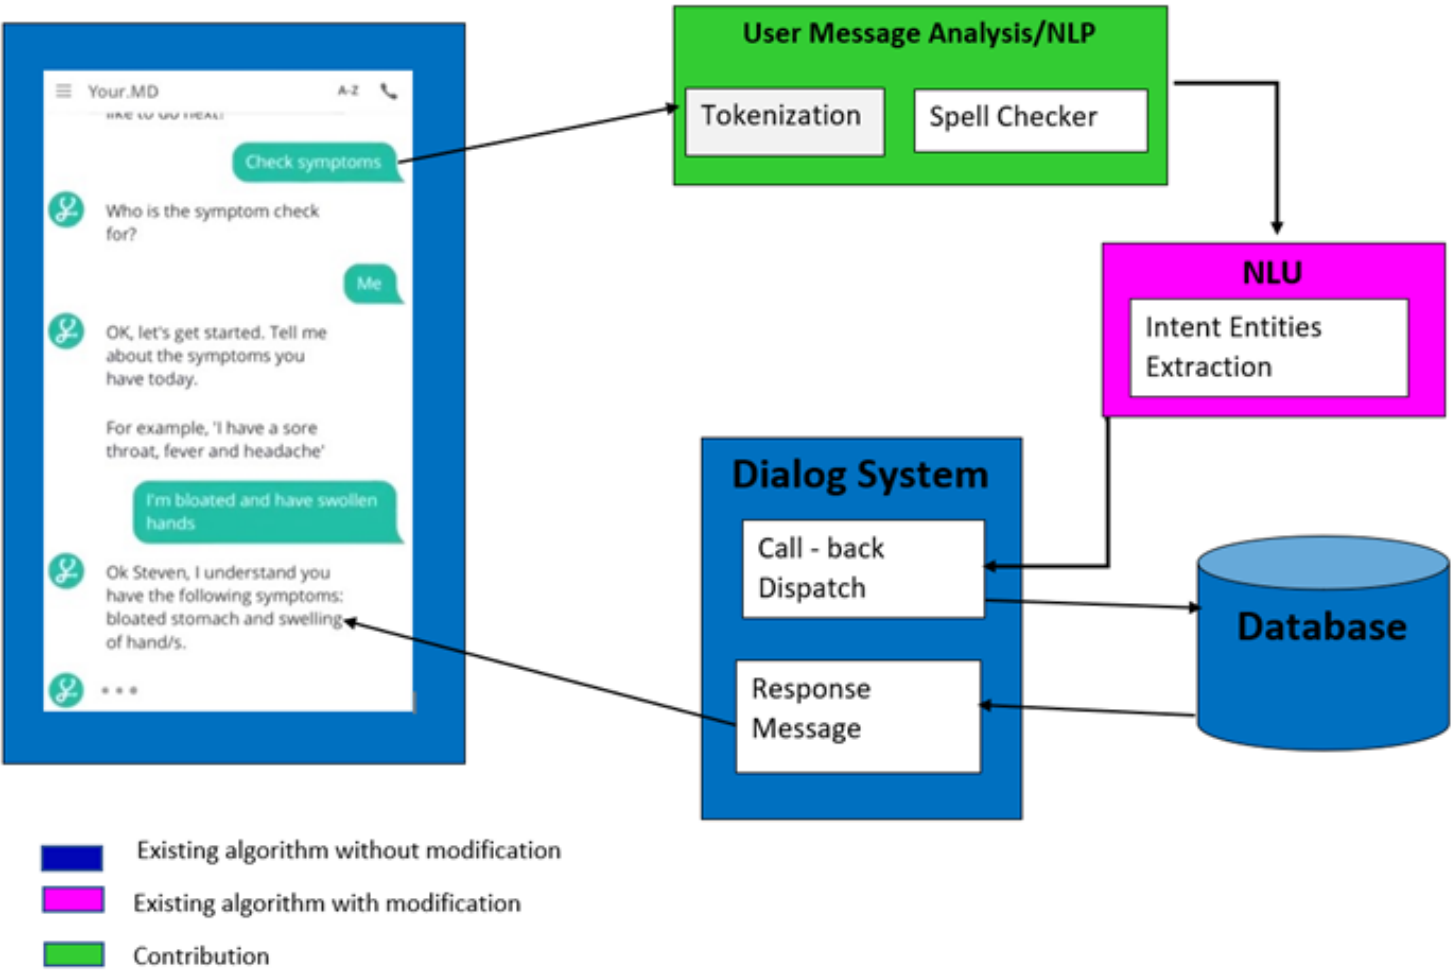 Your.MD
A-Z
like to do next?
Check symptoms
Who is the symptom check
for?
Me
OK, let's get started. Tell me
about the symptoms you
have today.
For example, 'I have a sore
throat, fever and headache'
I'm bloated and have swollen
hands
Ok Steven, I understand you
have the following symptoms:
bloated stomach and swelling
of hand/s.
User Message Analysis/NLP
Tokenization
Spell Checker
NLU
Intent Entities
Extraction
Dialog System
Call - back
Dispatch
Response
Message
Database
Existing algorithm without modification
Existing algorithm with modification
Contribution